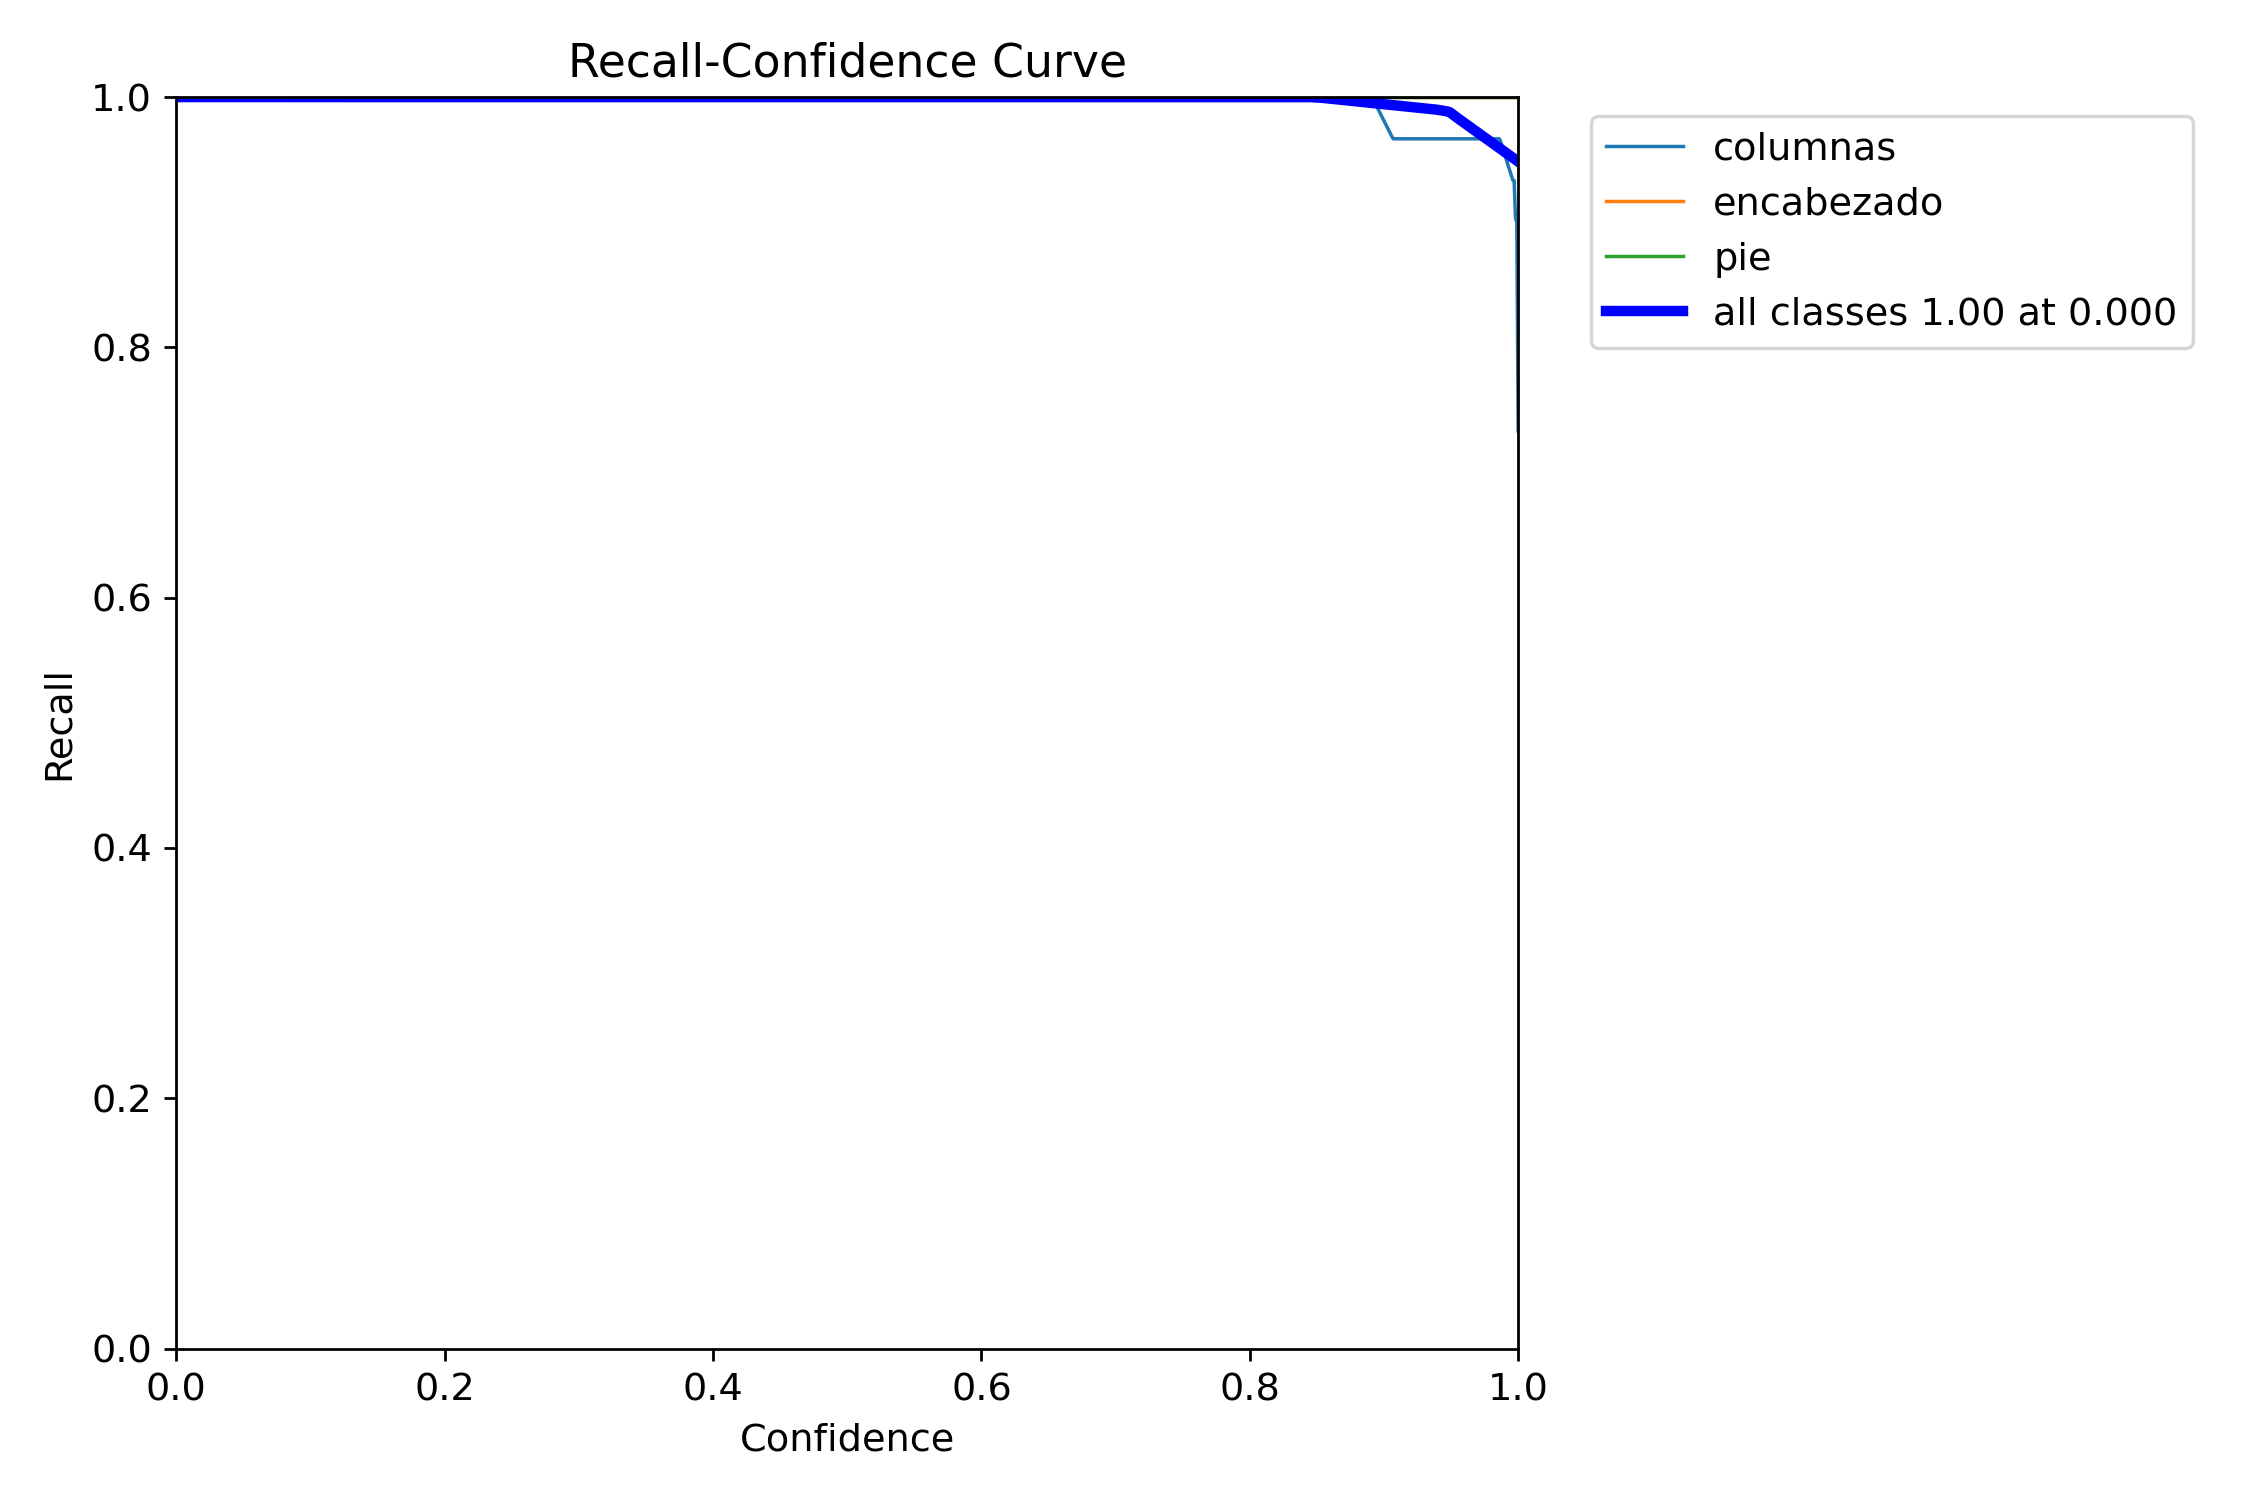 Recall-Confidence Curve
1.0
0.8
0.6
0.4
0.2
0.0
Recall
0.0 0.2 0.4 0.6 0.8 1.0
Confidence
columnas
encabezado
pie
all classes 1.00 at 0.000